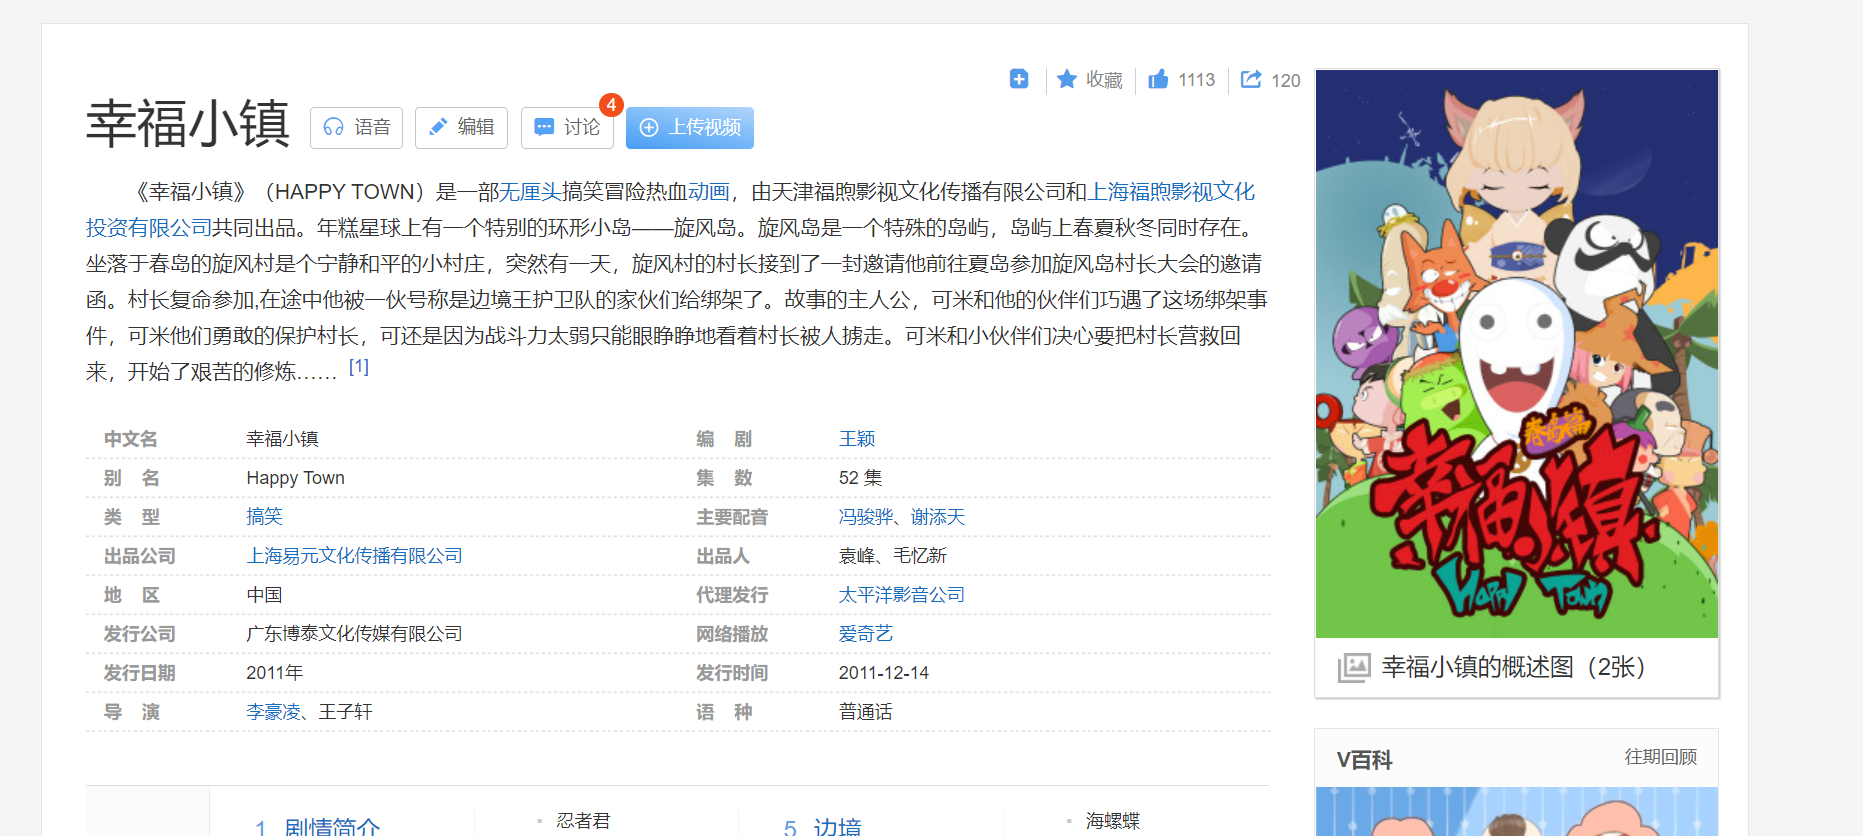 收藏
1113
120
幸福小镇
语音
编辑
讨论
4
上传视频
《幸福小镇》（HAPPY TOWN）是一部无厘头搞笑冒险热血动画，由天津福煦影视文化传播有限公司和上海福煦影视文化
投资有限公司共同出品。年糕星球上有一个特别的环形小岛——旋风岛。旋风岛是一个特殊的岛屿，岛屿上春夏秋冬同时存在。
坐落于春岛的旋风村是个宁静和平的小村庄，突然有一天，旋风村的村长接到了一封邀请他前往夏岛参加旋风岛村长大会的邀请
函。村长复命参加,在途中他被一伙号称是边境王护卫队的家伙们给绑架了。故事的主人公，可米和他的伙伴们巧遇了这场绑架事
件，可米他们勇敢的保护村长，可还是因为战斗力太弱只能眼睁睁地看着村长被人掳走。可米和小伙伴们决心要把村长营救回
来，开始了艰苦的修炼…… [1]
中文名 幸福小镇 编 剧 王颖
别 名 Happy Town 集 数 52 集
类 型 搞笑 主要配音 冯骏骅、谢添天
出品公司 上海易元文化传播有限公司 出品人 袁峰、毛忆新
地 区 中国 代理发行 太平洋影音公司
发行公司 广东博泰文化传媒有限公司 网络播放 爱奇艺
发行日期 2011年 发行时间 2011-12-14
导 演 李豪凌、王子轩 语 种 普通话
1 剧情简介
忍者君
5 边境
海螺蝶
春岛篇
幸福小镇
Happy Town
幸福小镇的概述图（2张）
V百科
往期回顾